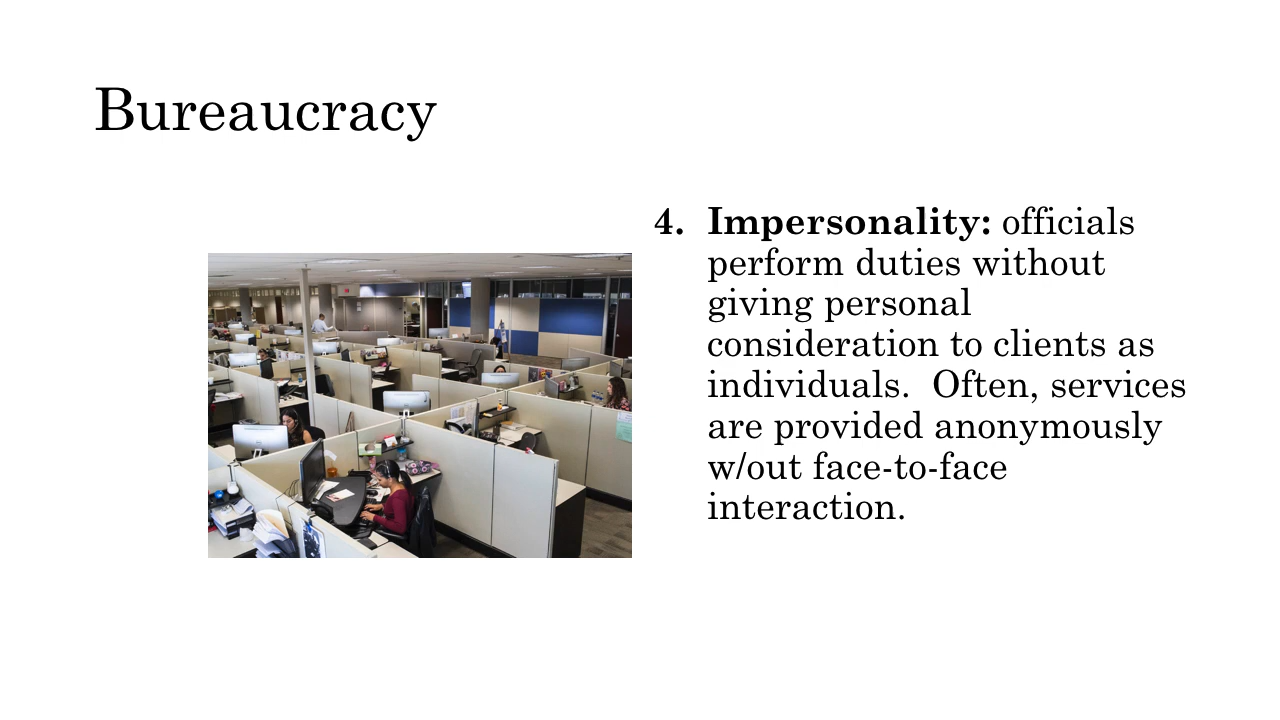 Bureaucracy
4. Impersonality: officials
perform duties without
giving personal
consideration to clients as
individuals.  Often, services
are provided anonymously
w/out face-to-face
interaction.